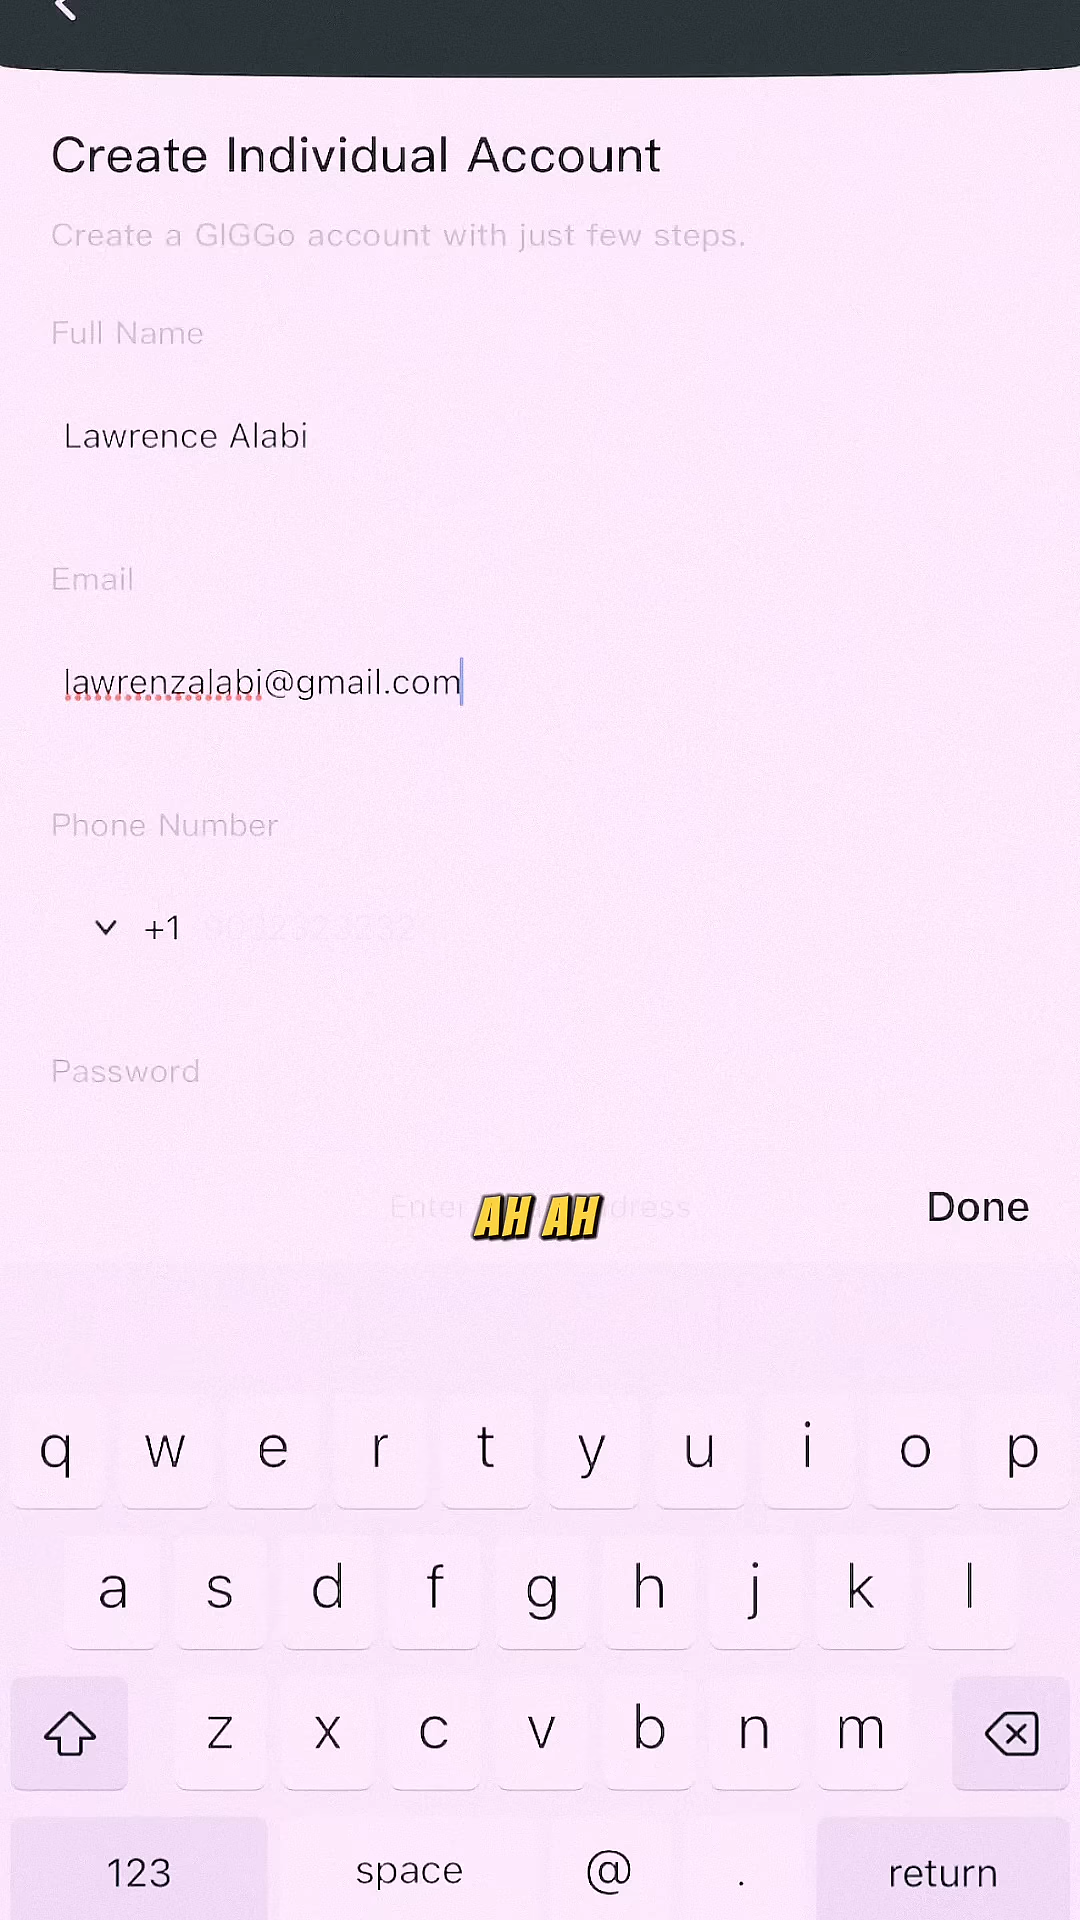 Create Individual Account
Create a GIGGo account with just few steps.
Full Name
Lawrence Alabi
Email
lawrenzalabi@gmail.com
Phone Number
+1
Password
Enter
AH AH
Done
q w e r t y u i o p
a s d f g h j k l
z x c v b n m
123 space @ . return